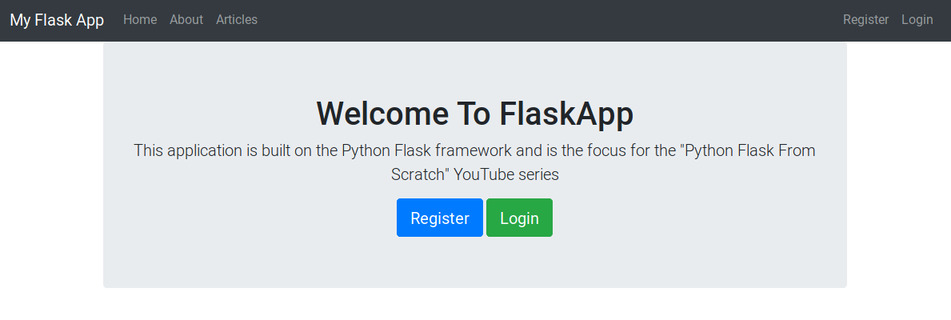 My Flask App Home About Articles Register Login
Welcome To FlaskApp
This application is built on the Python Flask framework and is the focus for the "Python Flask From
Scratch" YouTube series
Register Login